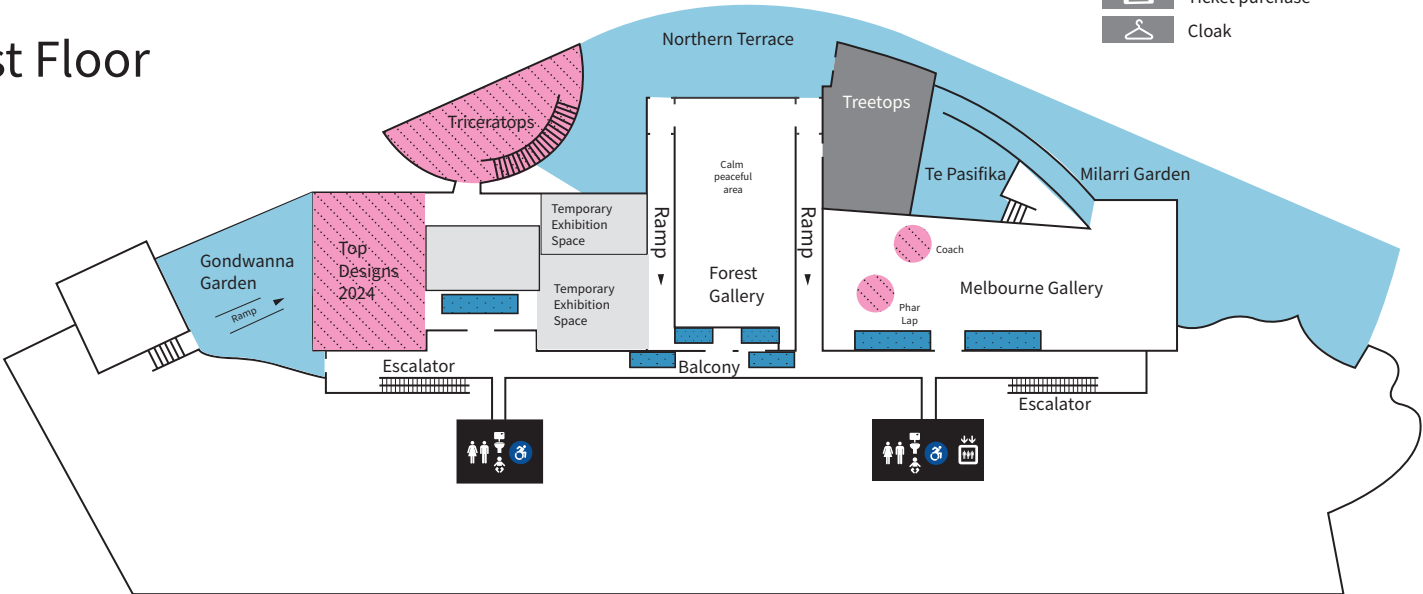 st Floor
Ticket purchase
Cloak
Northern Terrace
Treetops
Triceratops
Calm
peaceful
area
Te Pasifika
Milarri Garden
Temporary
Exhibition
Space
Ramp
Ramp
Coach
Gondwanna
Garden
Ramp
Top
Designs
2024
Temporary
Exhibition
Space
Forest
Gallery
Melbourne Gallery
Phar
Lap
Escalator
Balcony
Escalator